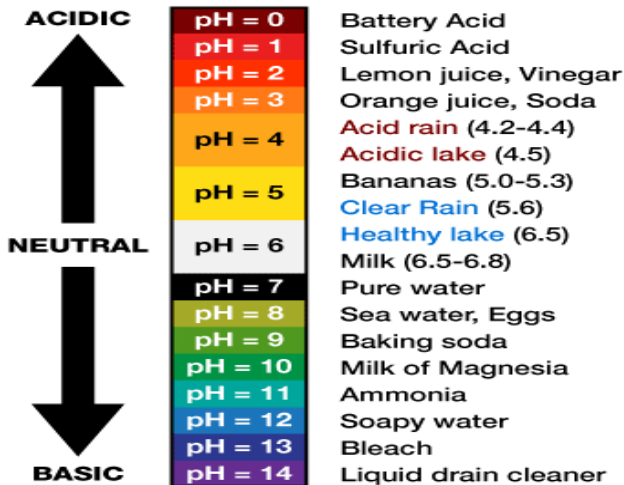 ACIDIC
pH = 0 Battery Acid
pH = 1 Sulfuric Acid
pH = 2 Lemon juice, Vinegar
pH = 3 Orange juice, Soda
pH = 4 Acid rain (4.2-4.4)
Acidic lake (4.5)
pH = 5 Bananas (5.0-5.3)
Clear Rain (5.6)
NEUTRAL
pH = 6 Healthy lake (6.5)
Milk (6.5-6.8)
pH = 7 Pure water
pH = 8 Sea water, Eggs
pH = 9 Baking soda
pH = 10 Milk of Magnesia
pH = 11 Ammonia
pH = 12 Soapy water
pH = 13 Bleach
BASIC
pH = 14 Liquid drain cleaner